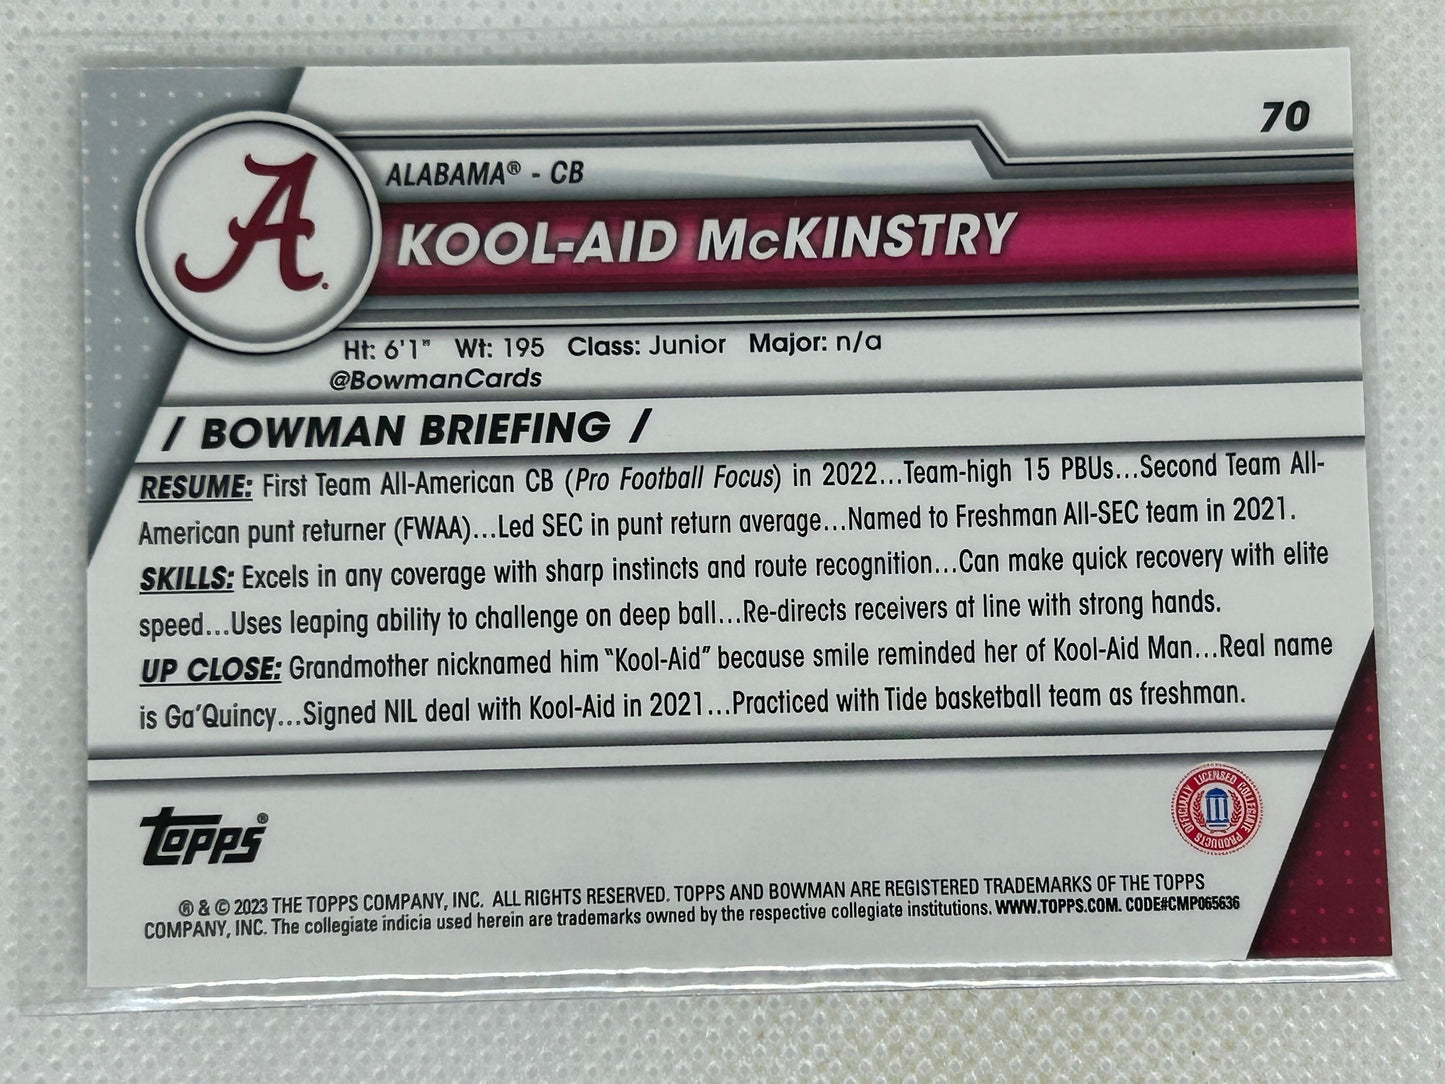 70
A
ALABAMA® - CB
KOOL-AID McKINSTRY
Ht: 6'1" Wt: 195 Class: Junior Major: n/a
@BowmanCards
/ BOWMAN BRIEFING /
RESUME: First Team All-American CB (Pro Football Focus) in 2022...Team-high 15 PBUs...Second Team All-
American punt returner (FWAA)...Led SEC in punt return average...Named to Freshman All-SEC team in 2021.
SKILLS: Excels in any coverage with sharp instincts and route recognition...Can make quick recovery with elite
speed...Uses leaping ability to challenge on deep ball...Re-directs receivers at line with strong hands.
UP CLOSE: Grandmother nicknamed him "Kool-Aid" because smile reminded her of Kool-Aid Man...Real name
is Ga'Quincy...Signed NIL deal with Kool-Aid in 2021...Practiced with Tide basketball team as freshman.
OFFICIALLY LICENSED COLLEGIATE PRODUCTS
Topps®
® & © 2023 THE TOPPS COMPANY, INC. ALL RIGHTS RESERVED. TOPPS AND BOWMAN ARE REGISTERED TRADEMARKS OF THE TOPPS
COMPANY, INC. The collegiate indicia used herein are trademarks owned by the respective collegiate institutions. WWW.TOPPS.COM. CODE#CMP065636